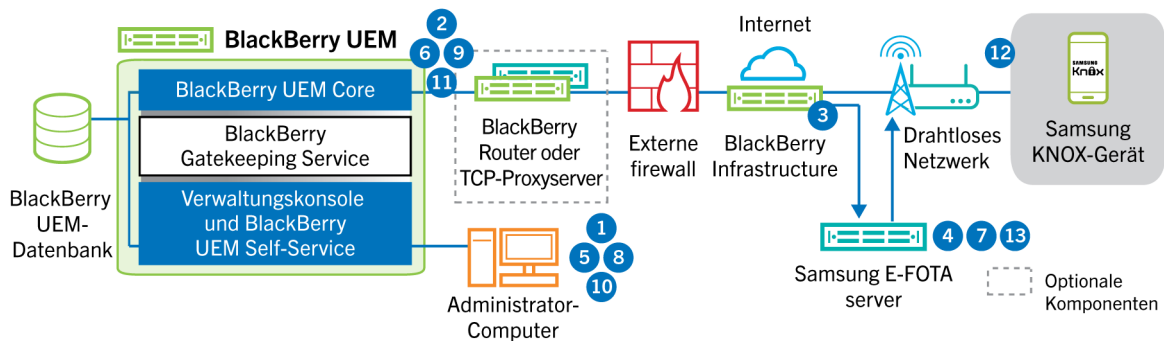 BlackBerry UEM
2
6
9
11
BlackBerry UEM Core
BlackBerry
Gatekeeping Service
Verwaltungskonsole
und BlackBerry
UEM Self-Service
BlackBerry
UEM-
Datenbank
BlackBerry
Router oder
TCP-Proxyserver
1
5
8
10
Administrator-
Computer
Externe
firewall
Internet
3
BlackBerry
Infrastructure
Drahtloses
Netzwerk
12
SAMSUNG
Knox
Samsung
KNOX-Gerät
4
7
13
Samsung E-FOTA
server
Optionale
Komponenten